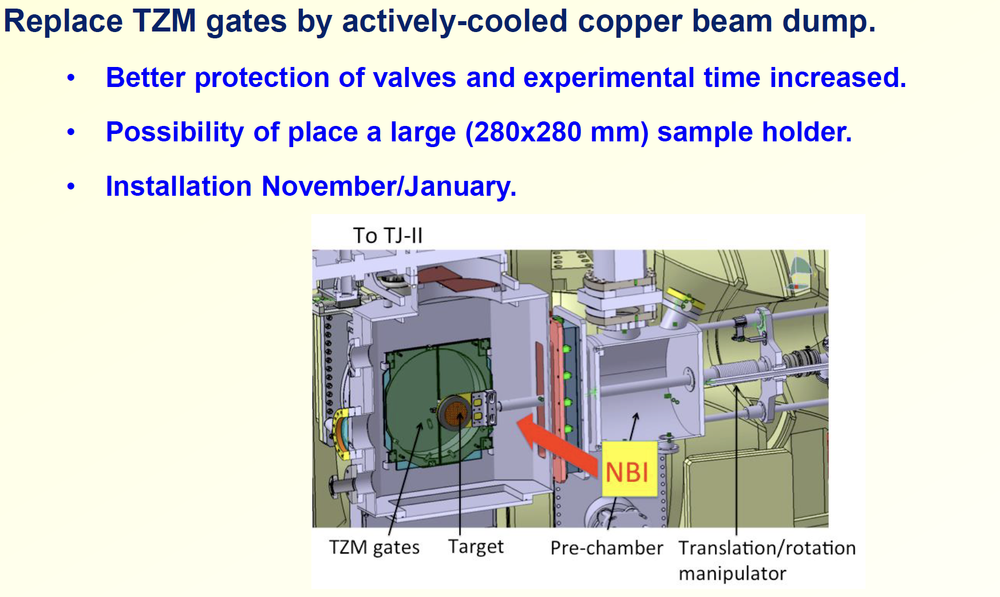 Replace TZM gates by actively-cooled copper beam dump.
• Better protection of valves and experimental time increased.
• Possibility of place a large (280x280 mm) sample holder.
• Installation November/January.
To TJ-II
NBI
TZM gates
Target
Pre-chamber
Translation/rotation
manipulator